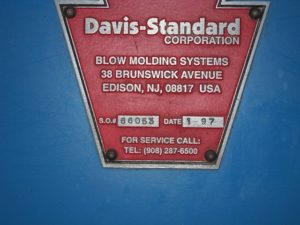 Davis-Standard
CORPORATION
BLOW MOLDING SYSTEMS
38 BRUNSWICK AVENUE
EDISON, NJ, 08817 USA
S.O.# 66053 DATE 1-97
FOR SERVICE CALL:
TEL: (908) 287-6500